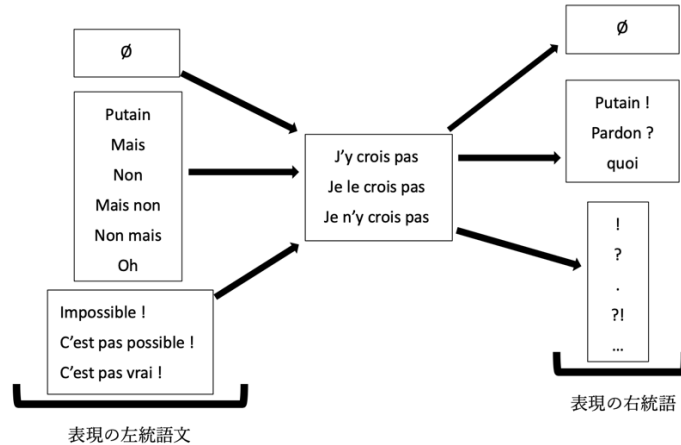 Ø
Putain
Mais
Non
Mais non
Non mais
Oh
Impossible !
C'est pas possible !
C'est pas vrai !
表現の左統語文
J'y crois pas
Je le crois pas
Je n'y crois pas
Ø
Putain !
Pardon ?
quoi
!
?
.
?!
...
表現の右統語